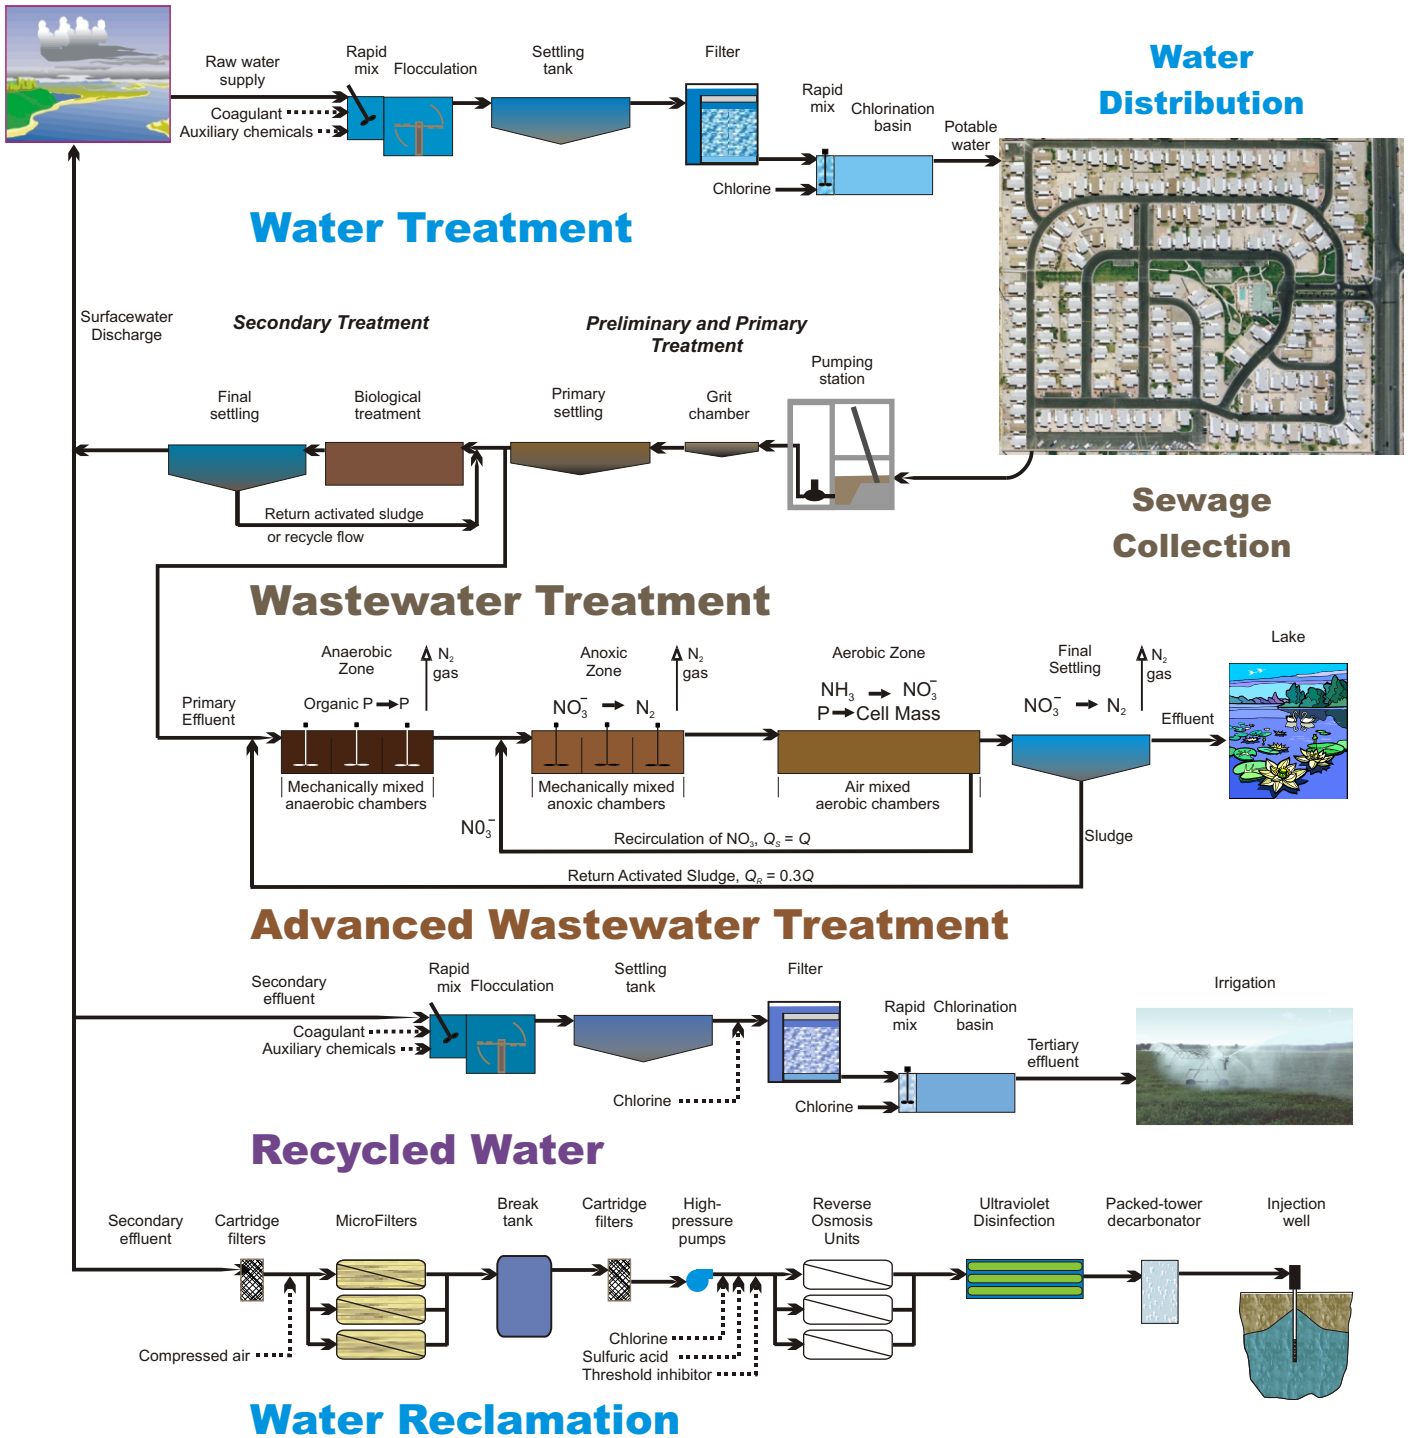 Raw water
supply
Coagulant
Auxiliary chemicals
Rapid
mix
Flocculation
Settling
tank
Filter
Rapid
mix
Chlorination
basin
Chlorine
Potable
water
Water
Distribution
Water Treatment
Surfacewater
Discharge
Secondary Treatment
Preliminary and Primary
Treatment
Final
settling
Biological
treatment
Primary
settling
Grit
chamber
Pumping
station
Return activated sludge
or recycle flow
Sewage
Collection
Wastewater Treatment
Primary
Effluent
Anaerobic
Zone
N₂
gas
Organic P → P
Mechanically mixed
anaerobic chambers
Anoxic
Zone
N₂
gas
NO₃⁻ → N₂
Mechanically mixed
anoxic chambers
Aerobic Zone
NH₃ → NO₃⁻
P → Cell Mass
Air mixed
aerobic chambers
Final
Settling
N₂
gas
NO₃⁻ → N₂
Effluent
Lake
N0₃⁻
Recirculation of NO₃, Qs = Q
Sludge
Return Activated Sludge, QR = 0.3Q
Advanced Wastewater Treatment
Secondary
effluent
Coagulant
Auxiliary chemicals
Rapid
mix
Flocculation
Settling
tank
Chlorine
Filter
Rapid
mix
Chlorination
basin
Chlorine
Tertiary
effluent
Irrigation
Recycled Water
Secondary
effluent
Cartridge
filters
Compressed air
MicroFilters
Break
tank
Cartridge
filters
High-
pressure
pumps
Chlorine
Sulfuric acid
Threshold inhibitor
Reverse
Osmosis
Units
Ultraviolet
Disinfection
Packed-tower
decarbonator
Injection
well
Water Reclamation